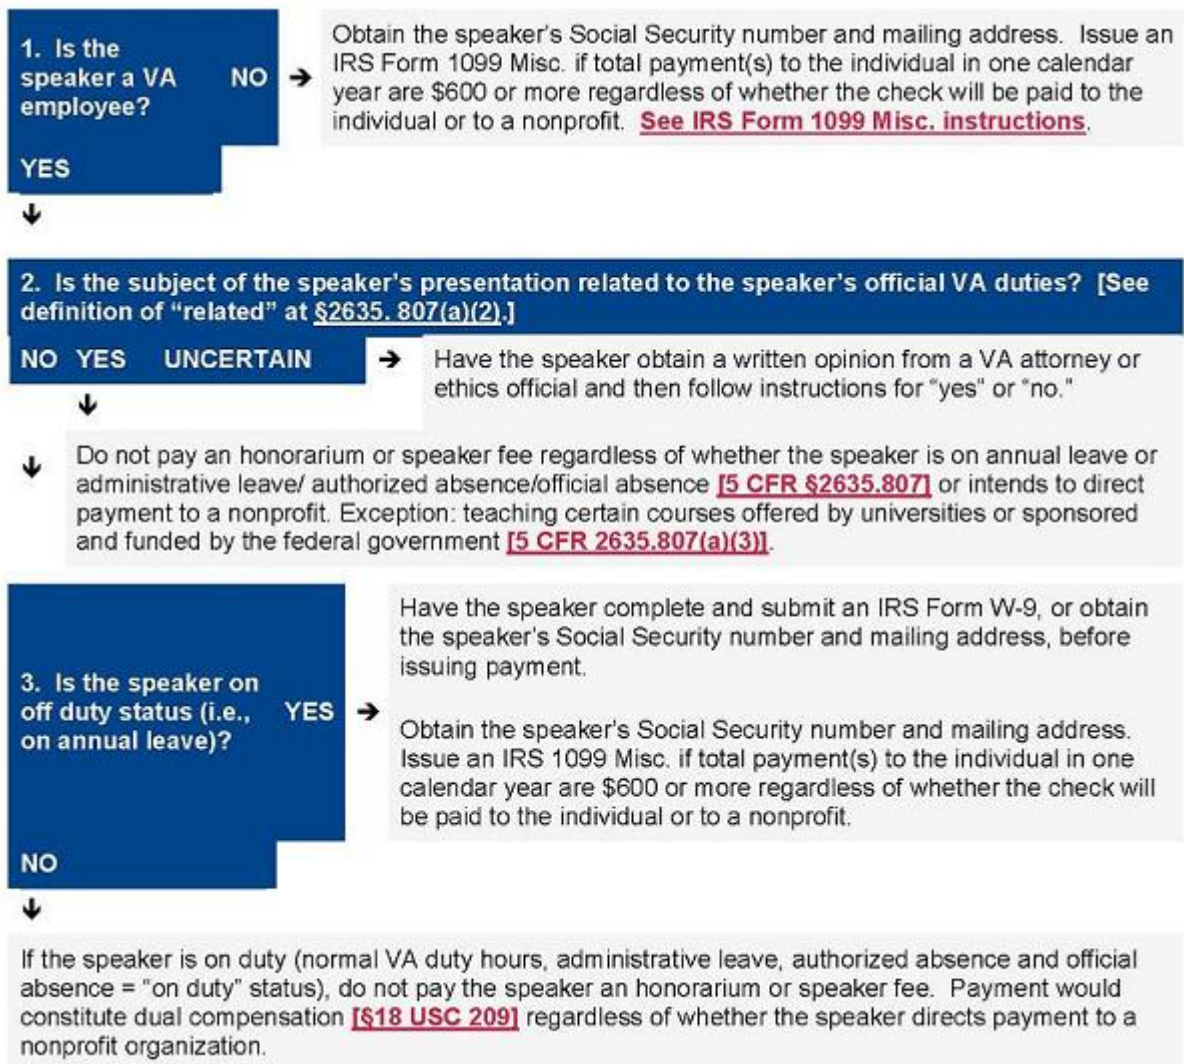 1. Is the
speaker a VA NO →
employee?
YES
↓
Obtain the speaker's Social Security number and mailing address. Issue an
IRS Form 1099 Misc. if total payment(s) to the individual in one calendar
year are $600 or more regardless of whether the check will be paid to the
individual or to a nonprofit. See IRS Form 1099 Misc. instructions.
2. Is the subject of the speaker's presentation related to the speaker's official VA duties? [See
definition of “related” at §2635. 807(a)(2).]
NO YES UNCERTAIN →
Have the speaker obtain a written opinion from a VA attorney or
ethics official and then follow instructions for “yes” or “no.”
↓
↓
Do not pay an honorarium or speaker fee regardless of whether the speaker is on annual leave or
administrative leave/ authorized absence/official absence [5 CFR §2635.807] or intends to direct
payment to a nonprofit. Exception: teaching certain courses offered by universities or sponsored
and funded by the federal government [5 CFR 2635.807(a)(3)].
3. Is the speaker on
off duty status (i.e., YES →
on annual leave)?
NO
↓
Have the speaker complete and submit an IRS Form W-9, or obtain
the speaker's Social Security number and mailing address, before
issuing payment.
Obtain the speaker's Social Security number and mailing address.
Issue an IRS 1099 Misc. if total payment(s) to the individual in one
calendar year are $600 or more regardless of whether the check will
be paid to the individual or to a nonprofit.
If the speaker is on duty (normal VA duty hours, administrative leave, authorized absence and official
absence = “on duty” status), do not pay the speaker an honorarium or speaker fee. Payment would
constitute dual compensation [§18 USC 209] regardless of whether the speaker directs payment to a
nonprofit organization.